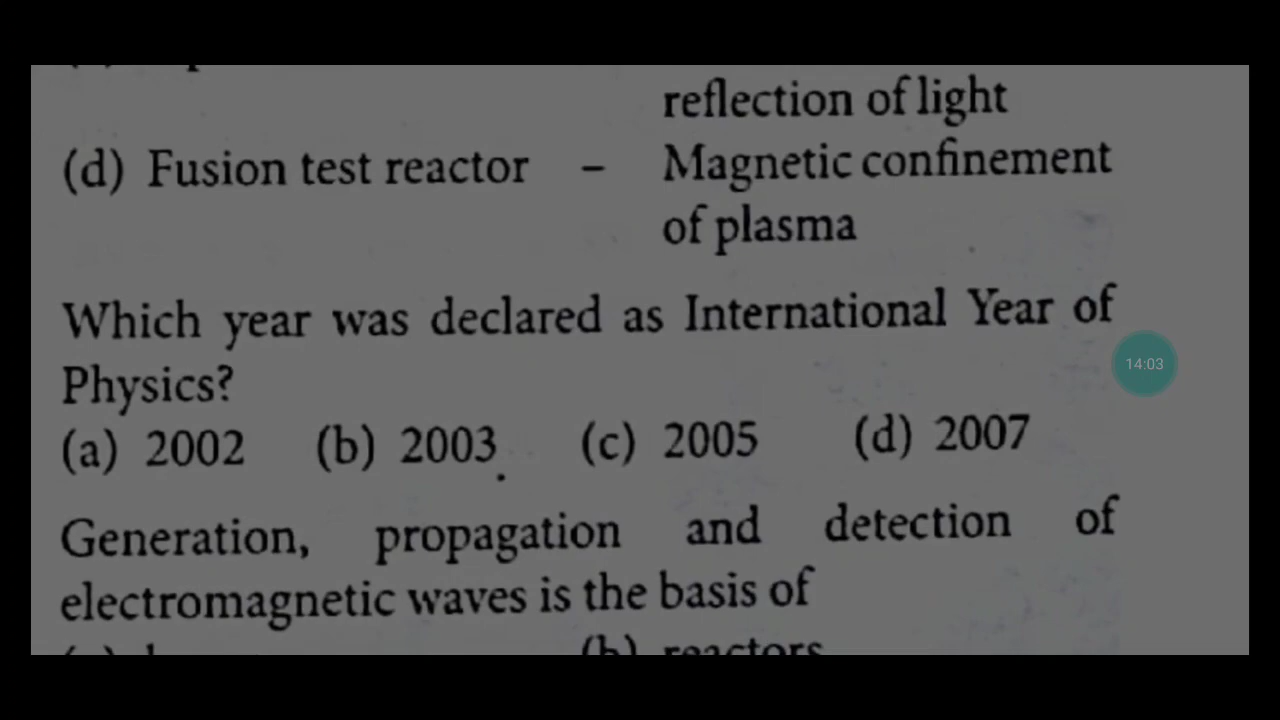 reflection of light
(d) Fusion test reactor – Magnetic confinement
of plasma
Which year was declared as International Year of
Physics?
14:03
(a) 2002 (b) 2003 (c) 2005 (d) 2007
Generation, propagation and detection of
electromagnetic waves is the basis of
(b) reactors